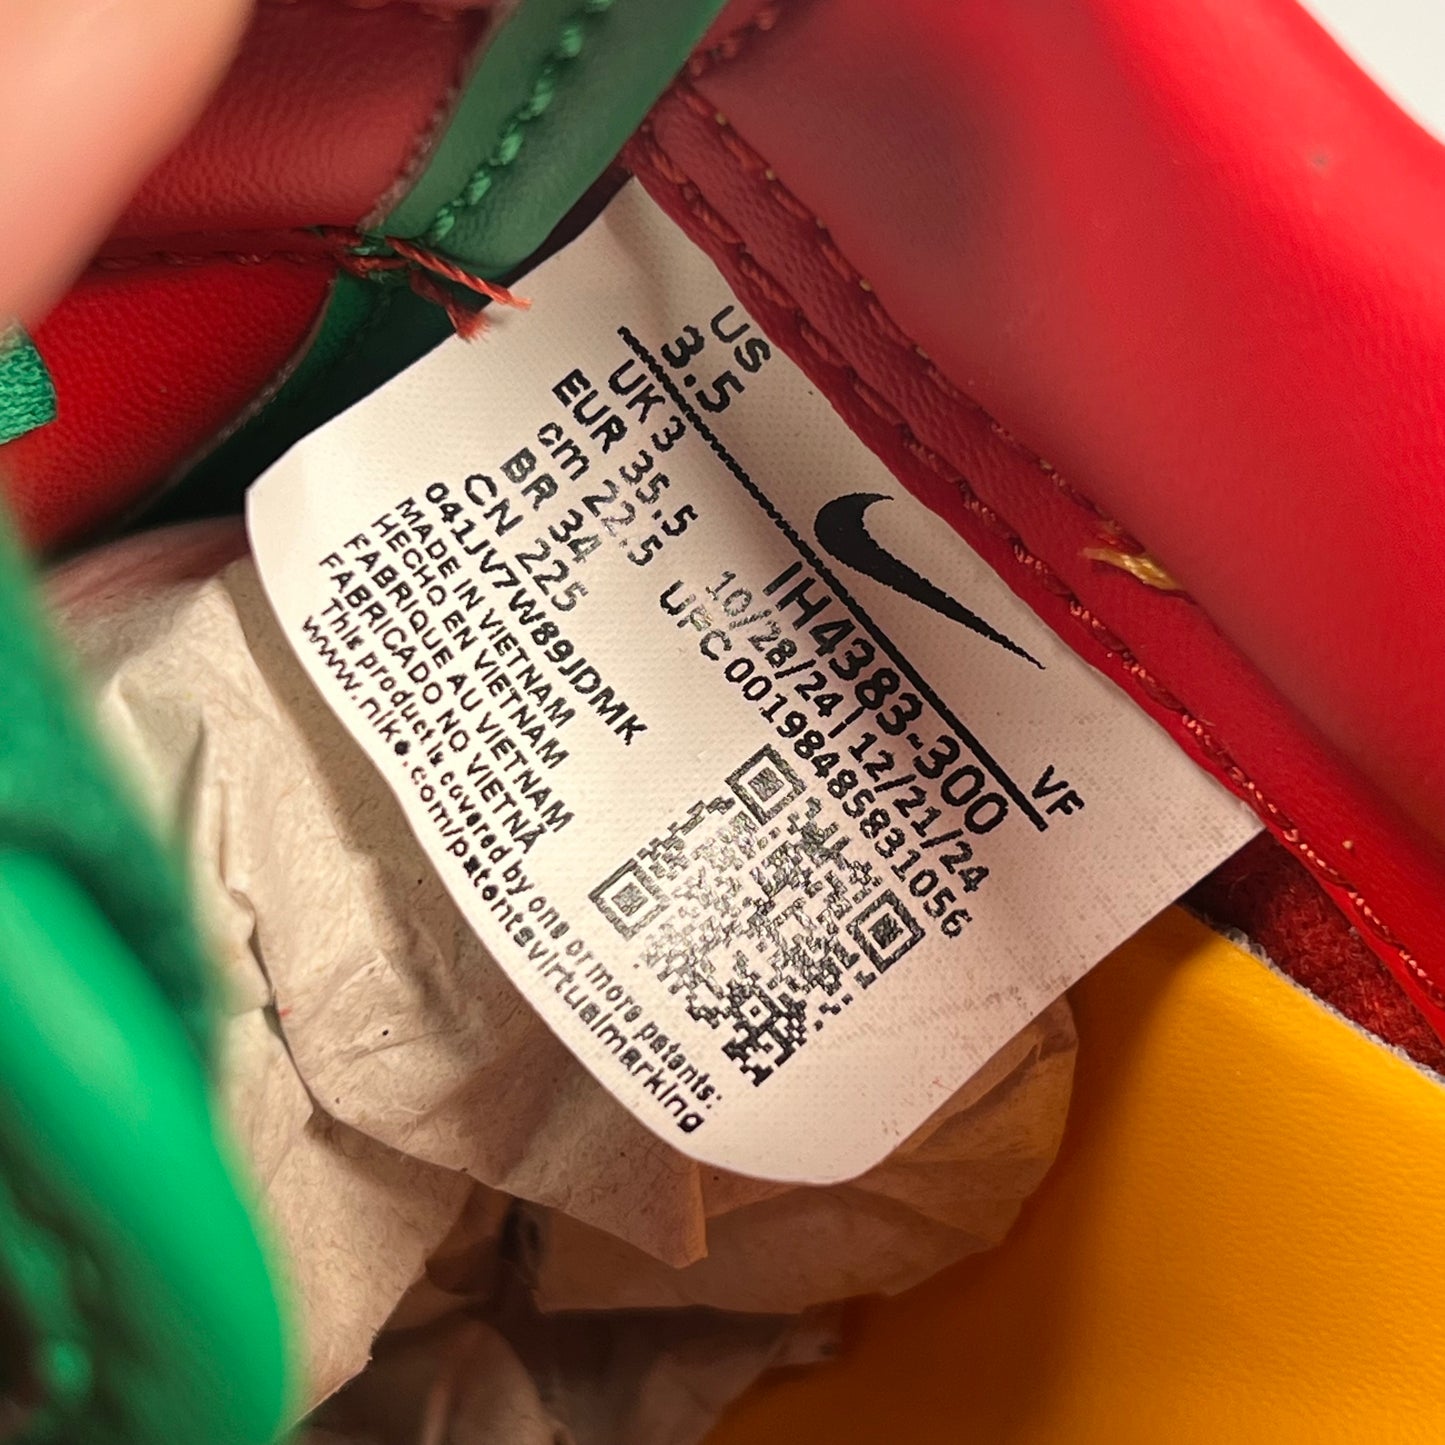 US
3.5
UK 3
EUR 35.5
cm 22.5
BR 34
CN 225
041JV7W89JDMK
MADE IN VIETNAM
HECHO EN VIETNAM
FABRIQUE AU VIETNAM
FABRICADO NO VIETNÃ
This product is covered by one or more patents:
www.nike.com/patentsvirtualmarking
VF
IH4383-300
10/28/24 | 12/21/24
UPC 00198485831056